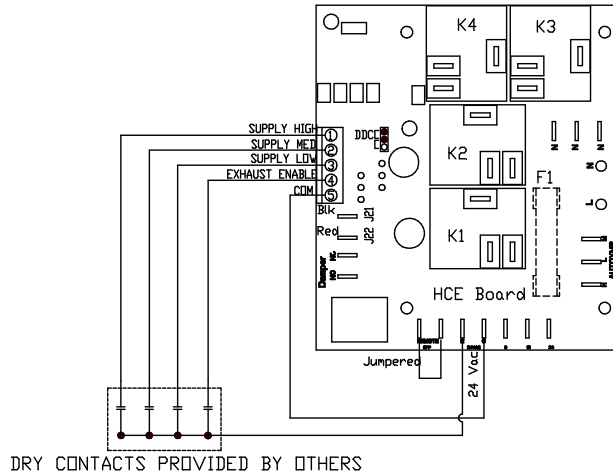 K4
K3
SUPPLY HIGH
1
DDC
SUPPLY MED
2
SUPPLY LOW
3
EXHAUST ENABLE
4
COM
5
K2
N
N
N
N
F1
L
Blk
J21
Red
J22
K1
Damper
NC
NO
HCE Board
Jumpered
24 Vac
DRY CONTACTS PROVIDED BY OTHERS